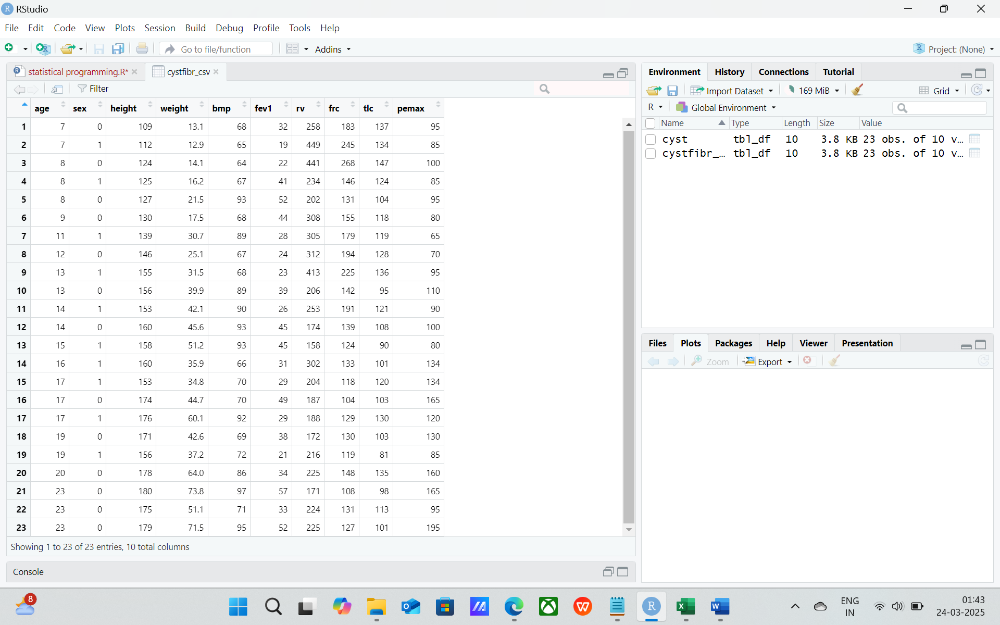 RStudio
File Edit Code View Plots Session Build Debug Profile Tools Help
Go to file/function Addins Project: (None)
statistical programming.R* cystfibr_csv
Filter
age sex height weight bmp fev1 rv frc tlc pemax
1 7 0 109 13.1 68 32 258 183 137 95
2 7 1 112 12.9 65 19 449 245 134 85
3 8 0 124 14.1 64 22 441 268 147 100
4 8 1 125 16.2 67 41 234 146 124 85
5 8 0 127 21.5 93 52 202 131 104 95
6 9 0 130 17.5 68 44 308 155 118 80
7 11 1 139 30.7 89 28 305 179 119 65
8 12 0 146 25.1 67 24 312 194 128 70
9 13 1 155 31.5 68 23 413 225 136 95
10 13 0 156 39.9 89 39 206 142 95 110
11 14 1 153 42.1 90 26 253 191 121 90
12 14 0 160 45.6 93 45 174 139 108 100
13 15 1 158 51.2 93 45 158 124 90 80
14 16 1 160 35.9 66 31 302 133 101 134
15 17 1 153 34.8 70 29 204 118 120 134
16 17 0 174 44.7 70 49 187 104 103 165
17 17 1 176 60.1 92 29 188 129 130 120
18 19 0 171 42.6 69 38 172 130 103 130
19 19 1 156 37.2 72 21 216 119 81 85
20 20 0 178 64.0 86 34 225 148 135 160
21 23 0 180 73.8 97 57 171 108 98 165
22 23 0 175 51.1 71 33 224 131 113 95
23 23 0 179 71.5 95 52 225 127 101 195
Showing 1 to 23 of 23 entries, 10 total columns
Console
Environment History Connections Tutorial
Import Dataset 169 MiB Grid
R Global Environment
Name Type Length Size Value
cyst tbl_df 10 3.8 KB 23 obs. of 10 v…
cystfibr_… tbl_df 10 3.8 KB 23 obs. of 10 v…
Files Plots Packages Help Viewer Presentation
Zoom Export
8
ENG
IN
01:43
24-03-2025